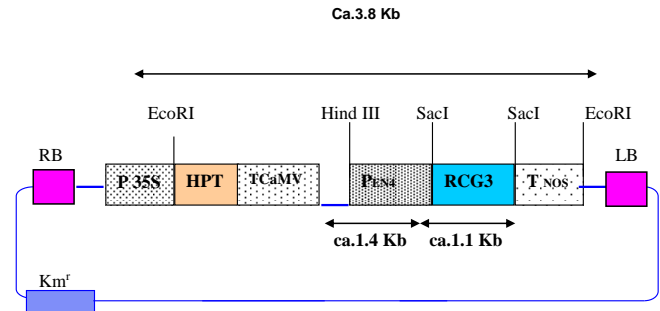 Ca.3.8 Kb
EcoRI Hind III SacI SacI EcoRI
RB LB
P 35S HPT TCaMV PEN4 RCG3 T NOS
ca.1.4 Kb ca.1.1 Kb
Kmʳ